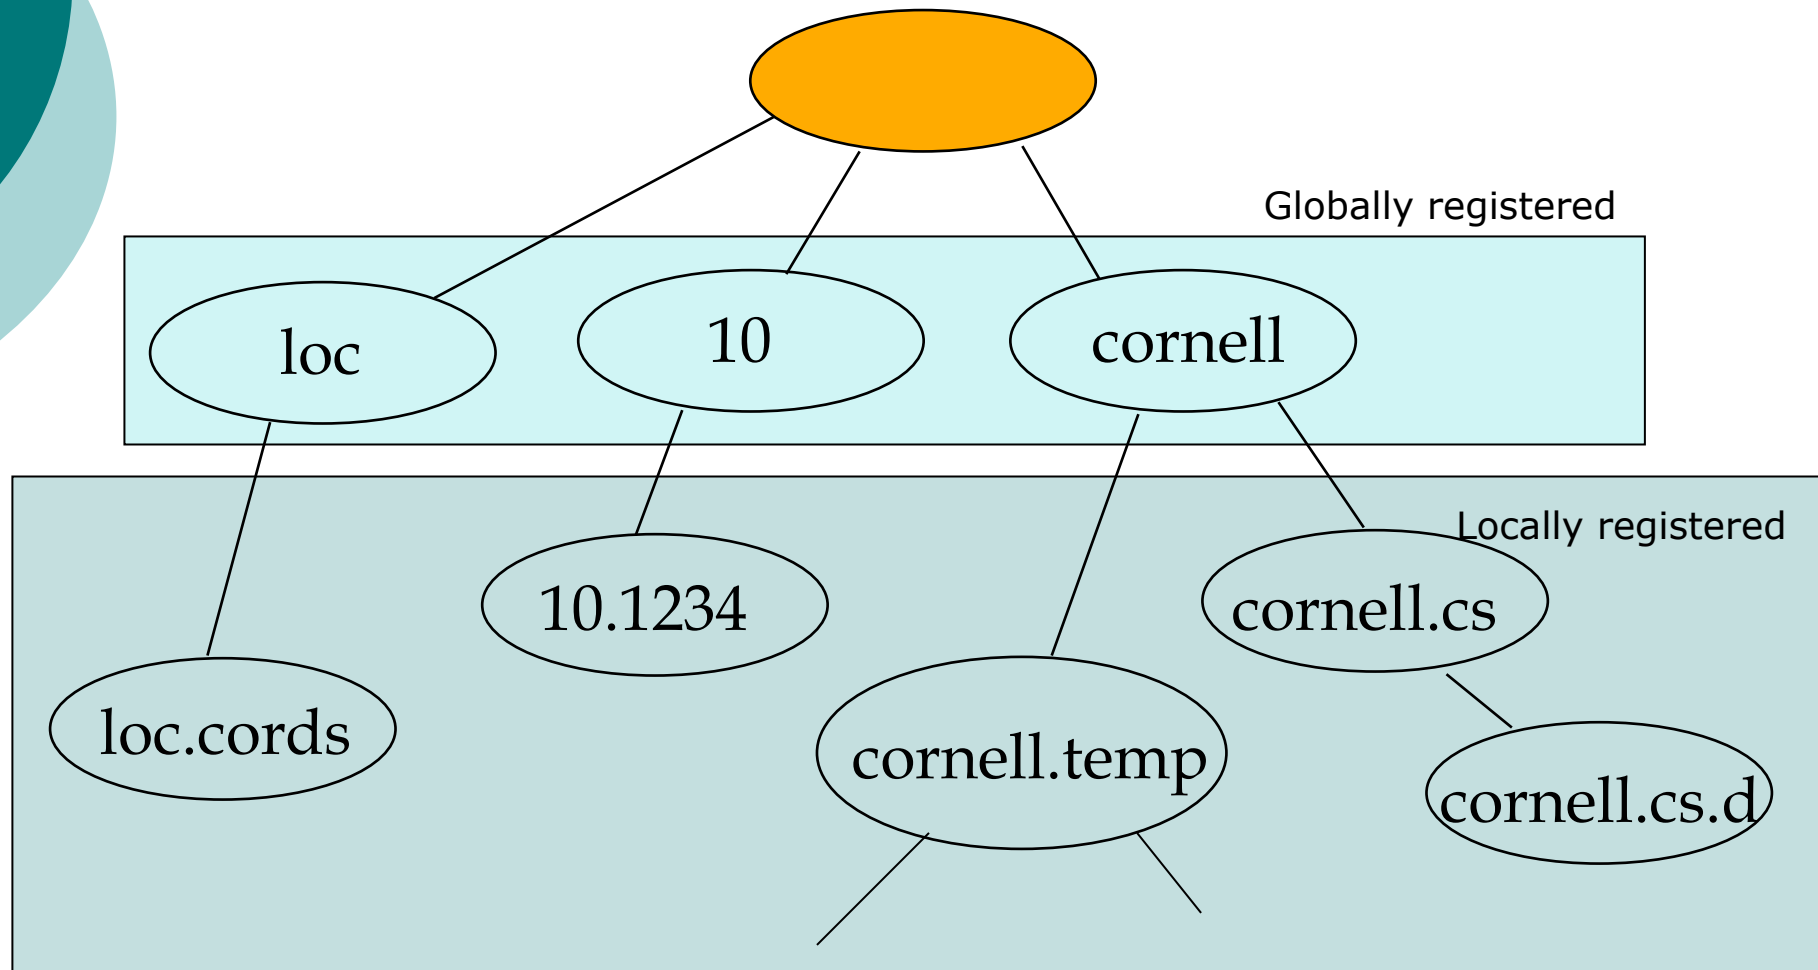 Globally registered
loc
10
cornell
Locally registered
10.1234
cornell.cs
loc.cords
cornell.temp
cornell.cs.d